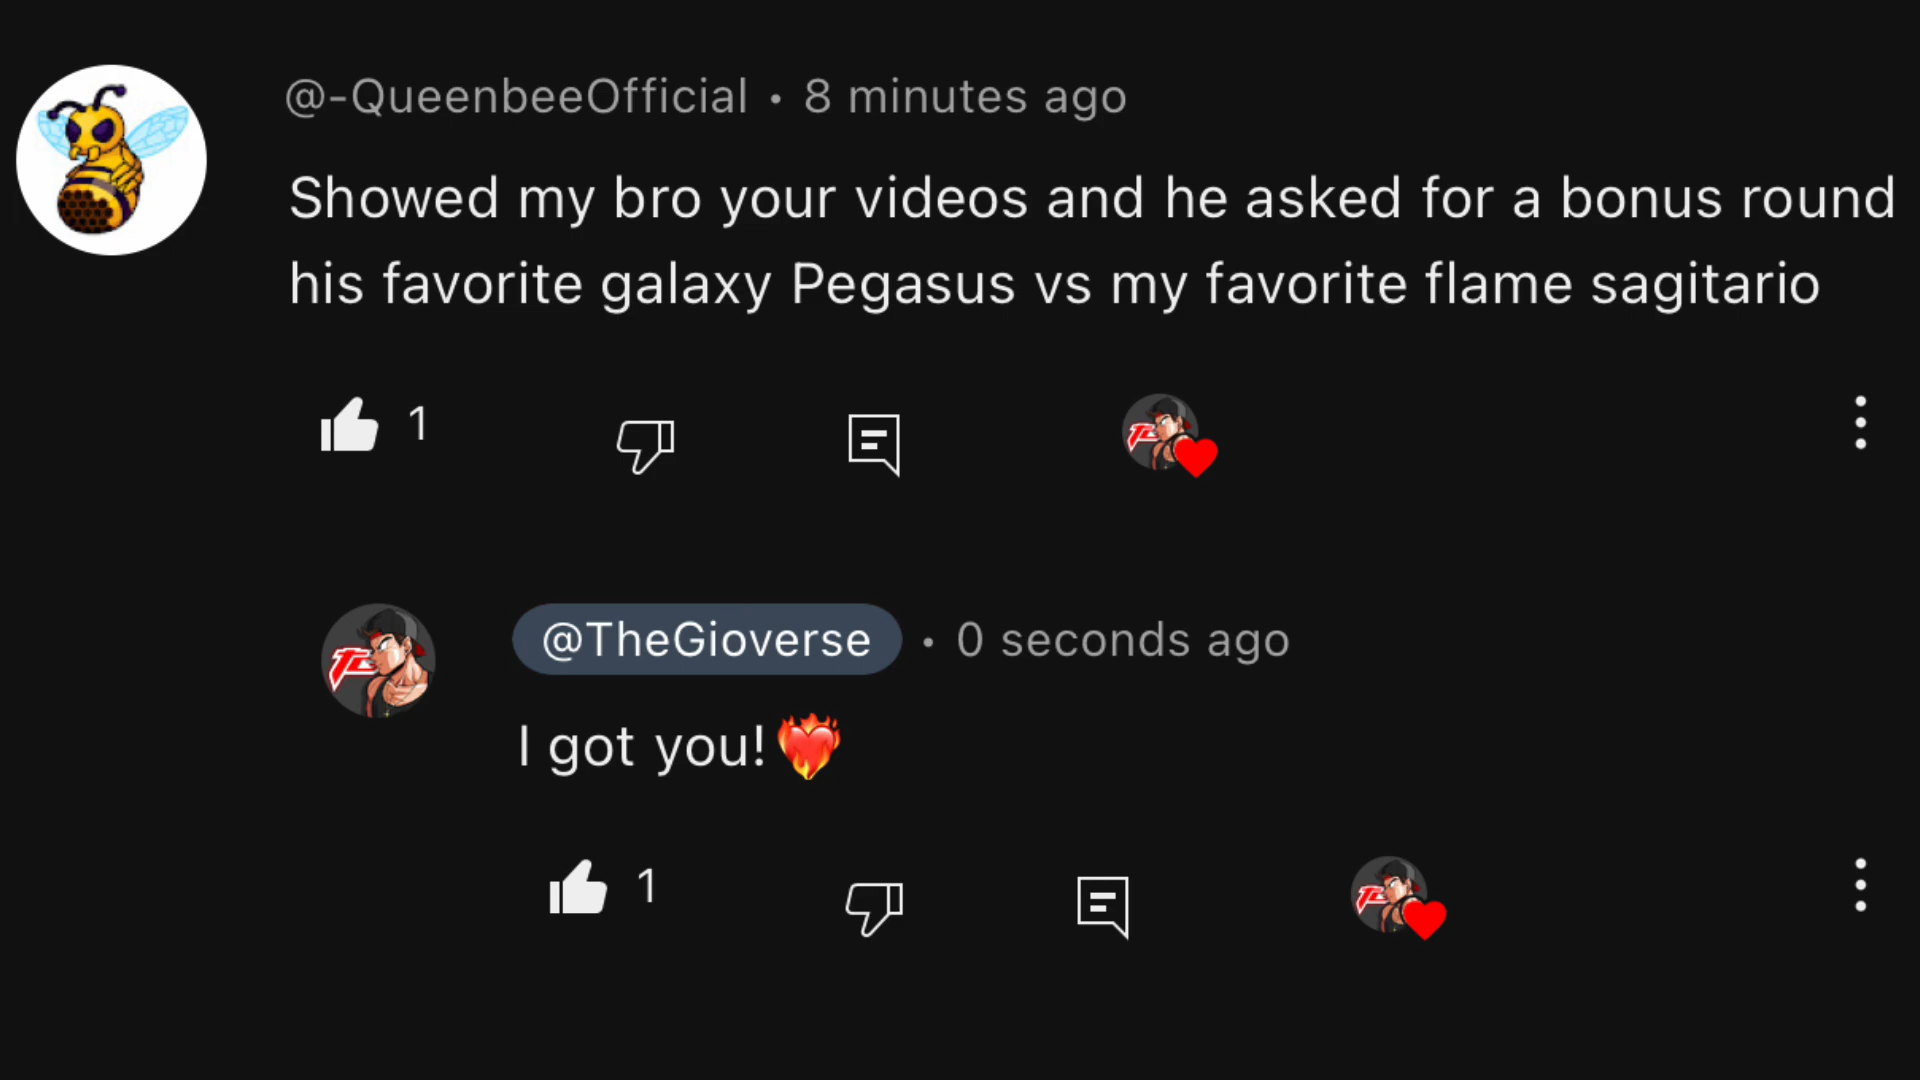 @-QueenbeeOfficial • 8 minutes ago
Showed my bro your videos and he asked for a bonus round
his favorite galaxy Pegasus vs my favorite flame sagitario
1
@TheGioverse • 0 seconds ago
I got you!❤️‍🔥
1